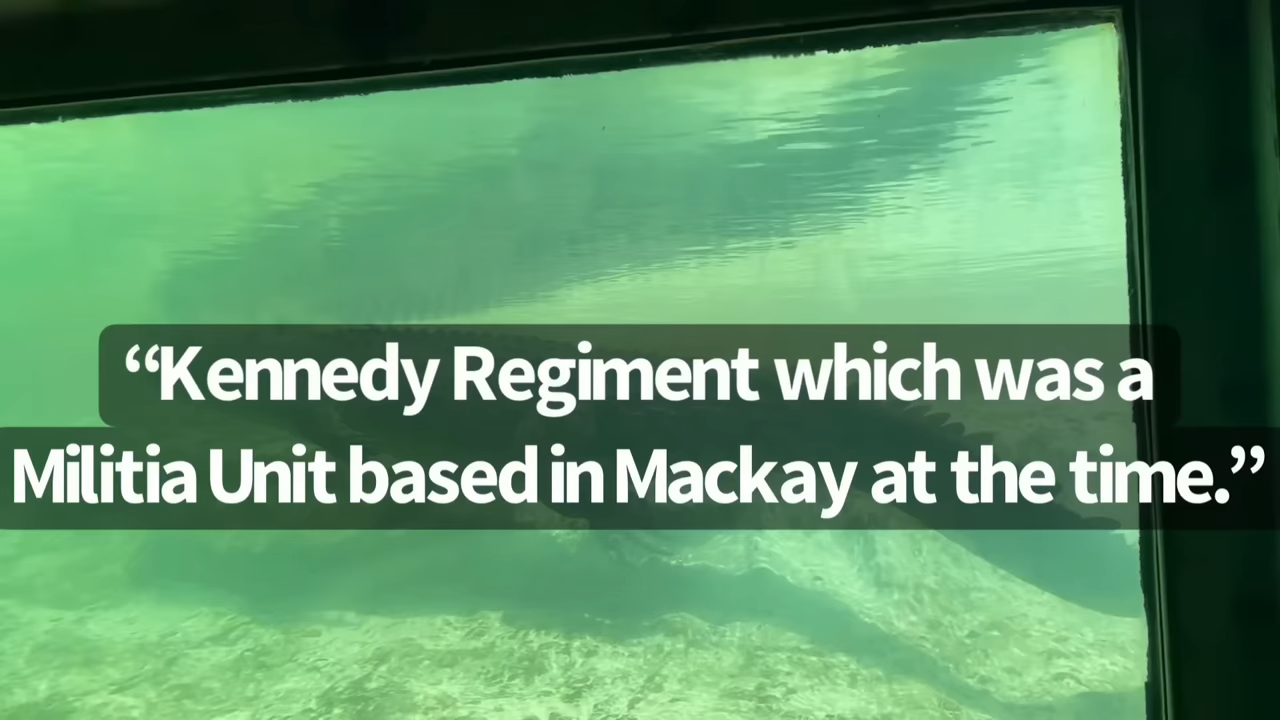 “Kennedy Regiment which was a
Militia Unit based in Mackay at the time.”